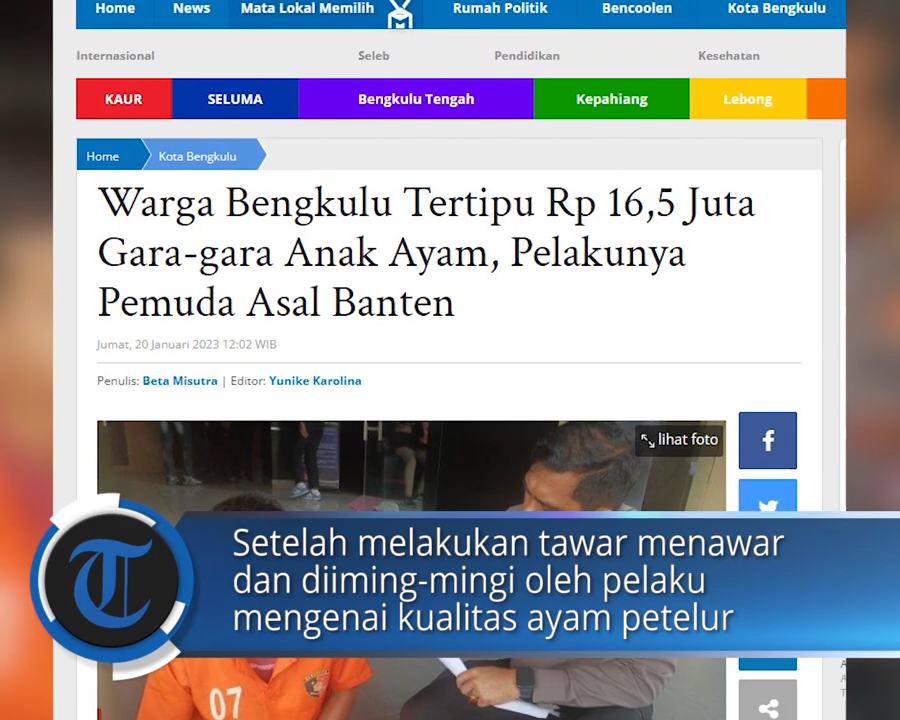 Home News Mata Lokal Memilih Rumah Politik Bencoolen Kota Bengkulu
Internasional Seleb Pendidikan Kesehatan
KAUR SELUMA Bengkulu Tengah Kepahiang Lebong
Home Kota Bengkulu
Warga Bengkulu Tertipu Rp 16,5 Juta
Gara-gara Anak Ayam, Pelakunya
Pemuda Asal Banten
Jumat, 20 Januari 2023 12:02 WIB
Penulis: Beta Misutra | Editor: Yunike Karolina
lihat foto
f
T
Setelah melakukan tawar menawar
dan diiming-mingi oleh pelaku
mengenai kualitas ayam petelur
07